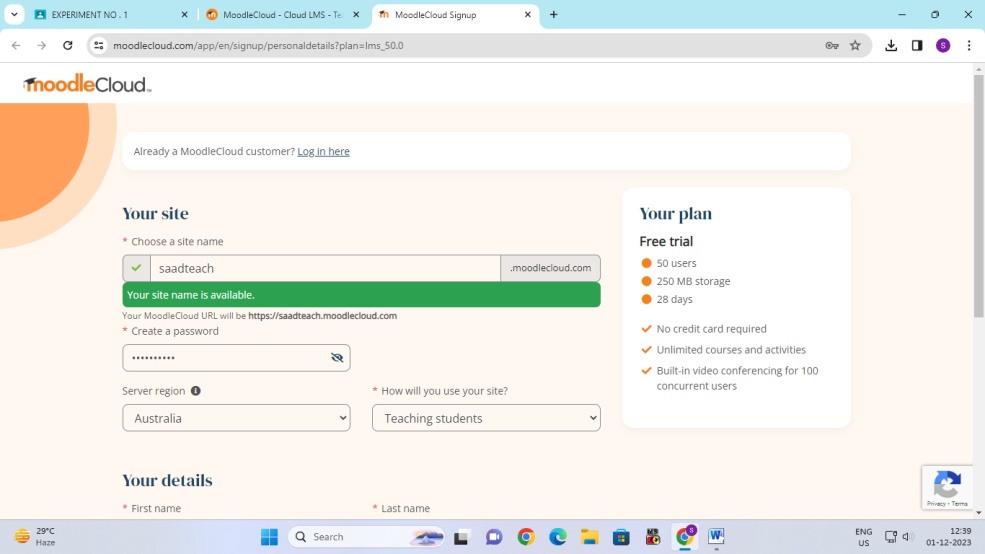 EXPERIMENT NO . 1
MoodleCloud - Cloud LMS - Te
MoodleCloud Signup
moodlecloud.com/app/en/signup/personaldetails?plan=lms_50.0
S
moodleCloud™
Already a MoodleCloud customer? Log in here
Your site
* Choose a site name
saadteach
.moodlecloud.com
Your site name is available.
Your MoodleCloud URL will be https://saadteach.moodlecloud.com
* Create a password
••••••••••
Server region
* How will you use your site?
Australia
Teaching students
Your details
* First name
* Last name
Your plan
Free trial
50 users
250 MB storage
28 days
No credit card required
Unlimited courses and activities
Built-in video conferencing for 100
concurrent users
Privacy - Terms
29°C
Haze
Search
S
W
ENG
US
12:39
01-12-2023